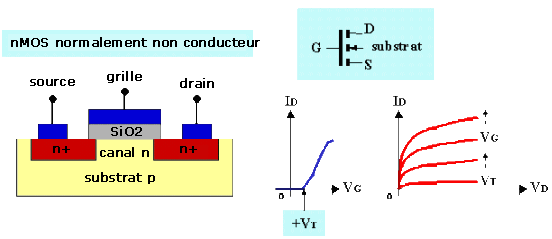 nMOS normalement non conducteur
source
grille
drain
SiO2
n+
canal n
n+
substrat p
D
G
substrat
S
ID
VG
0
+VT
ID
VG
VT
0
VD